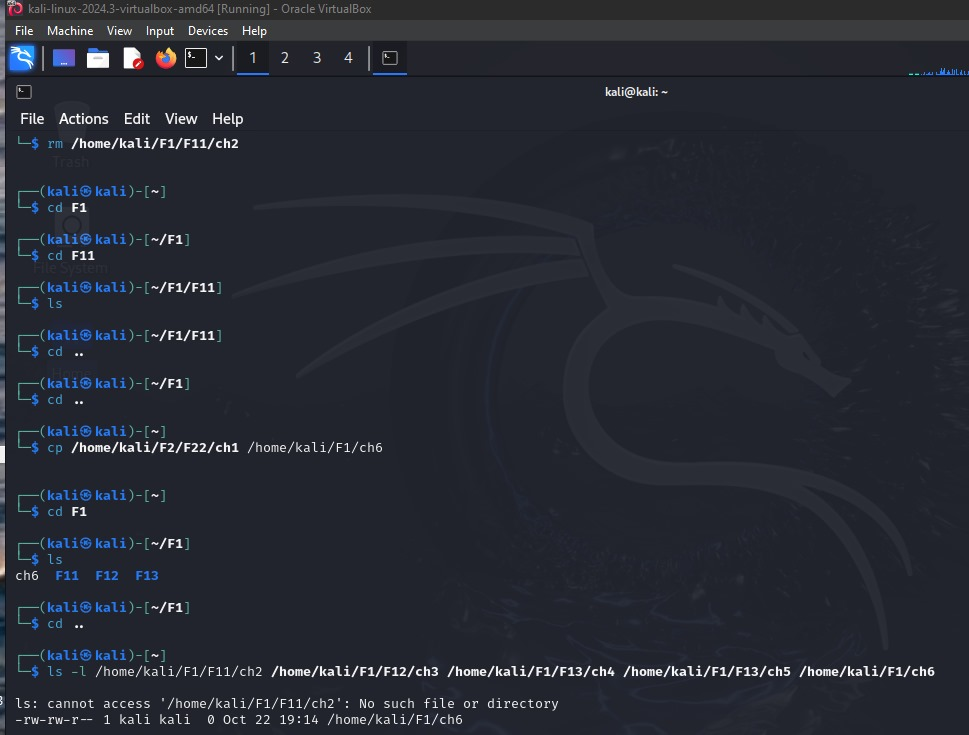 kali-linux-2024.3-virtualbox-amd64 [Running] - Oracle VirtualBox
File Machine View Input Devices Help
1 2 3 4
kali@kali: ~
File Actions Edit View Help
└─$ rm /home/kali/F1/F11/ch2
Trash
┌──(kali㉿kali)-[~]
└─$ cd F1
┌──(kali㉿kali)-[~/F1]
└─$ cd F11
File System
┌──(kali㉿kali)-[~/F1/F11]
└─$ ls
┌──(kali㉿kali)-[~/F1/F11]
└─$ cd ..
Home
┌──(kali㉿kali)-[~/F1]
└─$ cd ..
┌──(kali㉿kali)-[~]
└─$ cp /home/kali/F2/F22/ch1 /home/kali/F1/ch6
┌──(kali㉿kali)-[~]
└─$ cd F1
┌──(kali㉿kali)-[~/F1]
└─$ ls
ch6 F11 F12 F13
┌──(kali㉿kali)-[~/F1]
└─$ cd ..
┌──(kali㉿kali)-[~]
└─$ ls -l /home/kali/F1/F11/ch2 /home/kali/F1/F12/ch3 /home/kali/F1/F13/ch4 /home/kali/F1/F13/ch5 /home/kali/F1/ch6
ls: cannot access '/home/kali/F1/F11/ch2': No such file or directory
-rw-rw-r-- 1 kali kali 0 Oct 22 19:14 /home/kali/F1/ch6